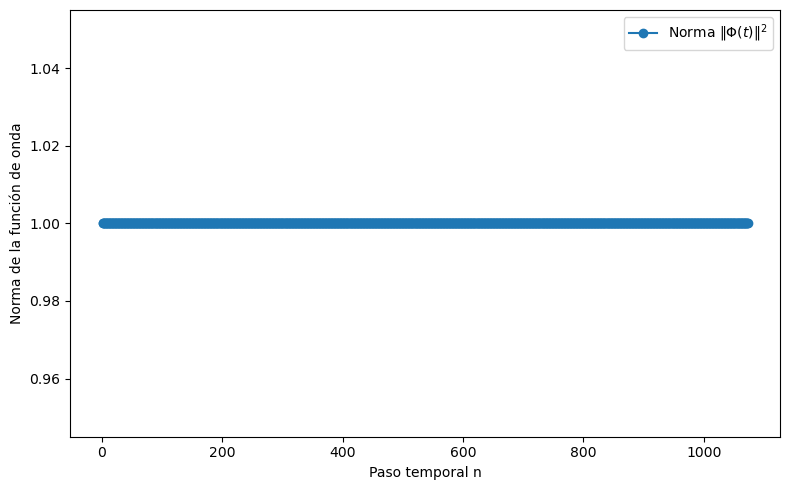 Norma ‖Φ(t)‖²
Norma de la función de onda
1.04
1.02
1.00
0.98
0.96
0 200 400 600 800 1000
Paso temporal n